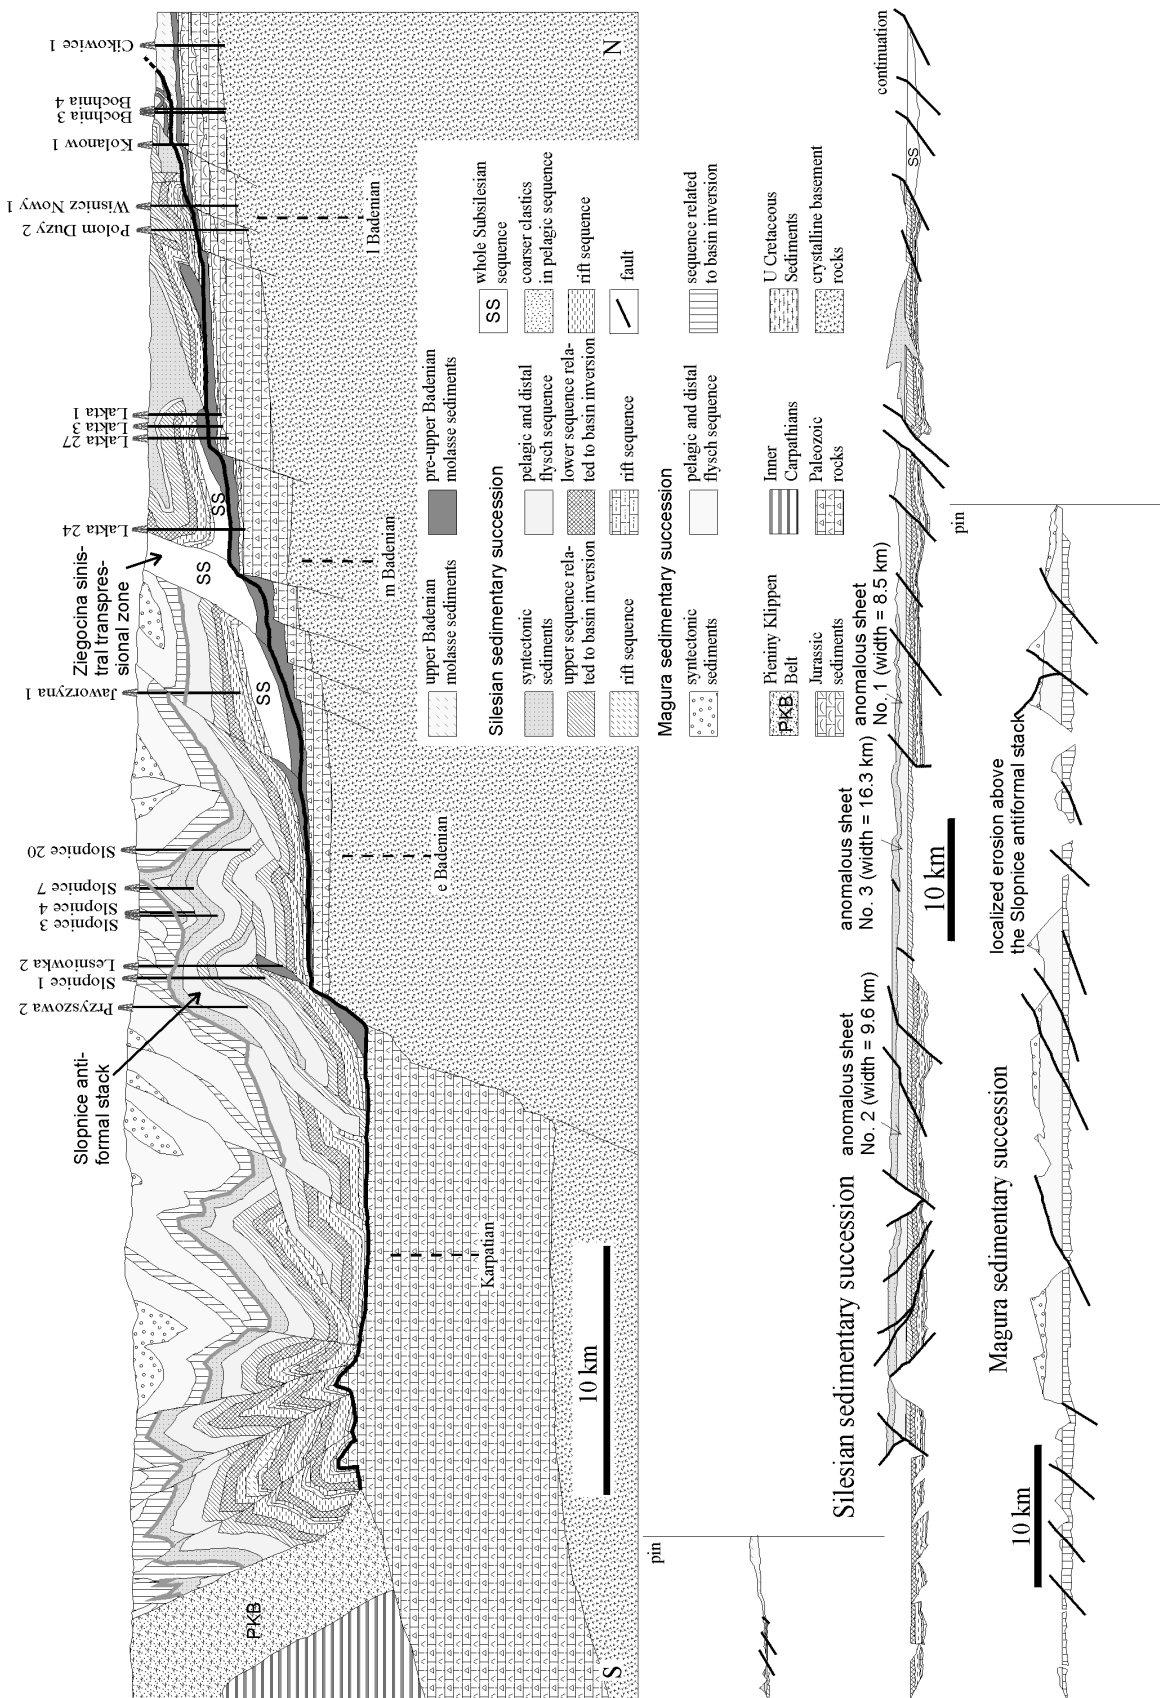 Cikowice 1
Bochnia 4
Bochnia 3
Kolanow 1
Wisnicz Nowy 1
Polom Duzy 2
Lakta 1
Lakta 3
Lakta 27
Lakta 24
Jaworzyna 1
Slopnice 20
Slopnice 7
Slopnice 4
Slopnice 3
Lesniowka 2
Slopnice 1
Przyszowa 2
Ziegocina sinis-
tral transpres-
sional zone
Slopnice anti-
formal stack
SS
SS
SS
PKB
N
S
l Badenian
m Badenian
e Badenian
Karpatian
10 km
upper Badenian
molasse sediments
pre-upper Badenian
molasse sediments
SS
whole Subsilesian
sequence
Silesian sedimentary succession
syntectonic
sediments
pelagic and distal
flysch sequence
coarser clastics
in pelagic sequence
upper sequence rela-
ted to basin inversion
lower sequence rela-
ted to basin inversion
rift sequence
rift sequence
rift sequence
fault
Magura sedimentary succession
syntectonic
sediments
pelagic and distal
flysch sequence
sequence related
to basin inversion
PKB
Pieniny Klippen
Belt
Inner
Carpathians
U Cretaceous
Sediments
Jurassic
sediments
Paleozoic
rocks
crystalline basement
rocks
pin
Silesian sedimentary succession
anomalous sheet
No. 2 (width = 9.6 km)
anomalous sheet
No. 3 (width = 16.3 km)
anomalous sheet
No. 1 (width = 8.5 km)
SS
continuation
10 km
Magura sedimentary succession
localized erosion above
the Slopnice antiformal stack
pin
10 km